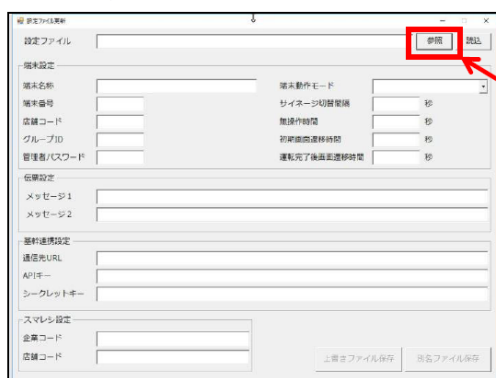 設定ファイル更新
設定ファイル 参照 読込
端末設定
端末名称 端末動作モード
端末番号 サイネージ切替間隔 秒
店舗コード 無操作時間 秒
グループID 初期画面遷移時間 秒
管理者パスワード 運転完了後画面遷移時間 秒
伝票設定
メッセージ1
メッセージ2
基幹連携設定
通信先URL
APIキー
シークレットキー
スマレジ設定
企業コード
店舗コード 上書きファイル保存 別名ファイル保存